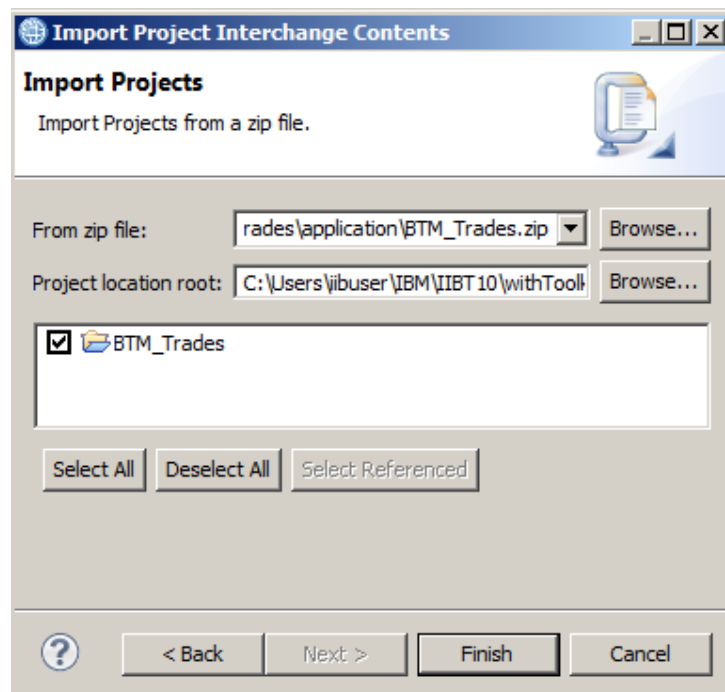 Import Project Interchange Contents
Import Projects
Import Projects from a zip file.
From zip file: rades\application\BTM_Trades.zip Browse...
Project location root: C:\Users\iibuser\IBM\IIBT10\withToolk Browse...
BTM_Trades
Select All Deselect All Select Referenced
? < Back Next > Finish Cancel